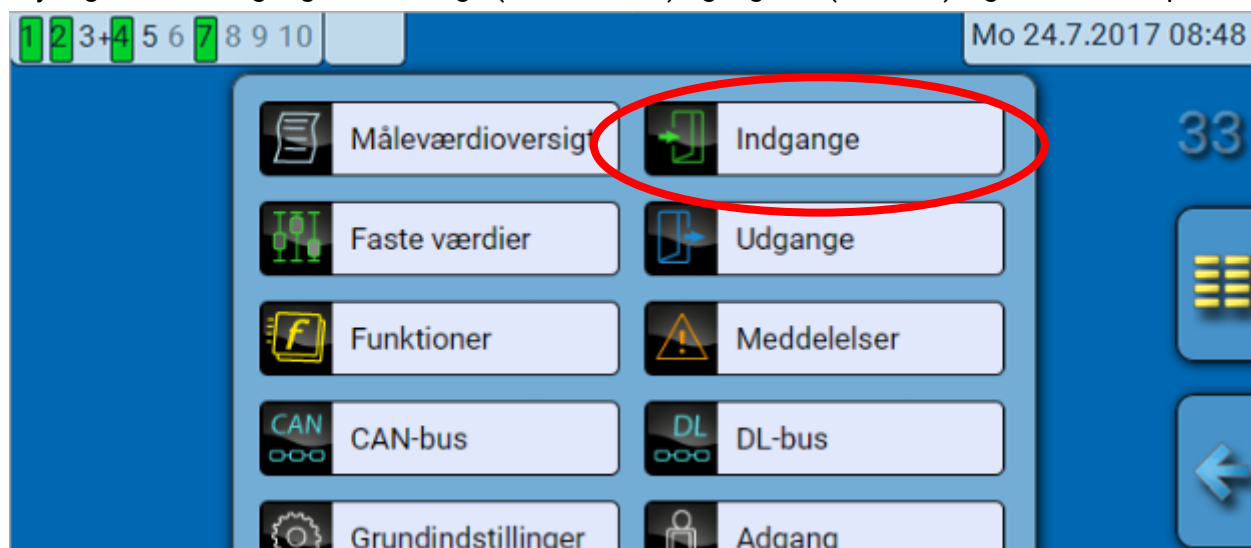 1 2 3+4 5 6 7 8 9 10
Mo 24.7.2017 08:48
Måleværdioversigt
Indgange
33
Faste værdier
Udgange
f Funktioner
Meddelelser
CAN CAN-bus
DL DL-bus
Grundindstillinger
Adgang